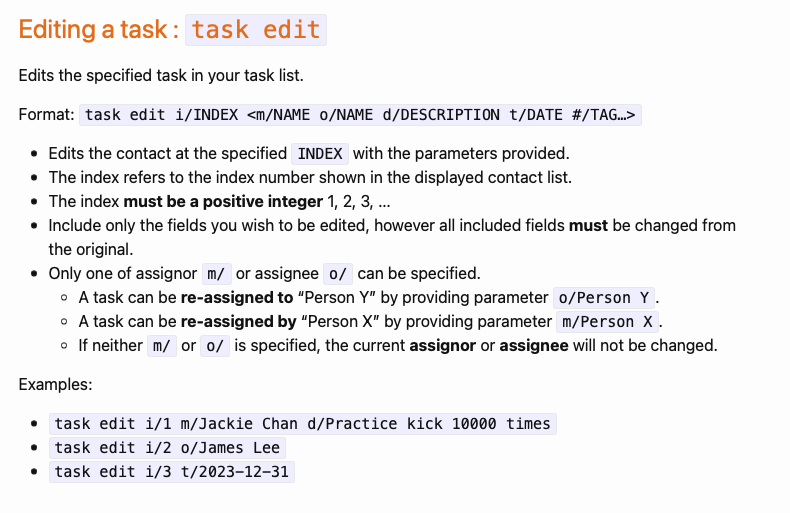 Editing a task : task edit
Edits the specified task in your task list.
Format: task edit i/INDEX <m/NAME o/NAME d/DESCRIPTION t/DATE #/TAG…>
• Edits the contact at the specified INDEX with the parameters provided.
• The index refers to the index number shown in the displayed contact list.
• The index must be a positive integer 1, 2, 3, …
• Include only the fields you wish to be edited, however all included fields must be changed from
the original.
• Only one of assignor m/ or assignee o/ can be specified.
◦ A task can be re-assigned to “Person Y” by providing parameter o/Person Y.
◦ A task can be re-assigned by “Person X” by providing parameter m/Person X.
◦ If neither m/ or o/ is specified, the current assignor or assignee will not be changed.
Examples:
• task edit i/1 m/Jackie Chan d/Practice kick 10000 times
• task edit i/2 o/James Lee
• task edit i/3 t/2023-12-31